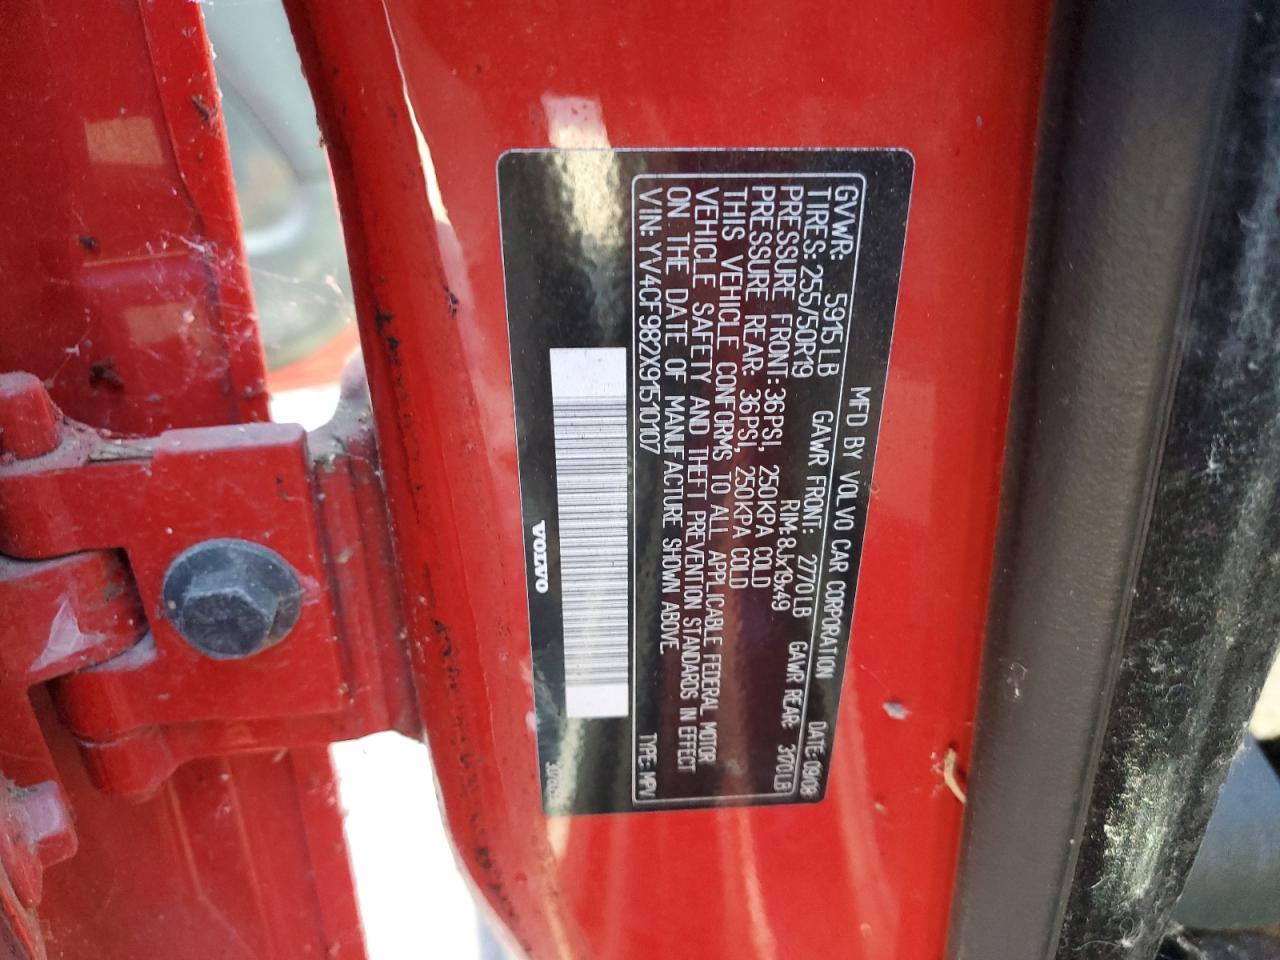 MFD BY VOLVO CAR CORPORATION DATE: 09/08
GVWR: 5915LB GAWR FRONT: 2770LB GAWR REAR: 3170LB
TIRES: 255/50R19 RIM: 8Jx19x49
PRESSURE FRONT: 36PSI, 250KPA COLD
PRESSURE REAR: 36PSI, 250KPA COLD
THIS VEHICLE CONFORMS TO ALL APPLICABLE FEDERAL MOTOR
VEHICLE SAFETY AND THEFT PREVENTION STANDARDS IN EFFECT
ON THE DATE OF MANUFACTURE SHOWN ABOVE
VIN: YV4CF982X91510107 TYPE: MPV
VOLVO